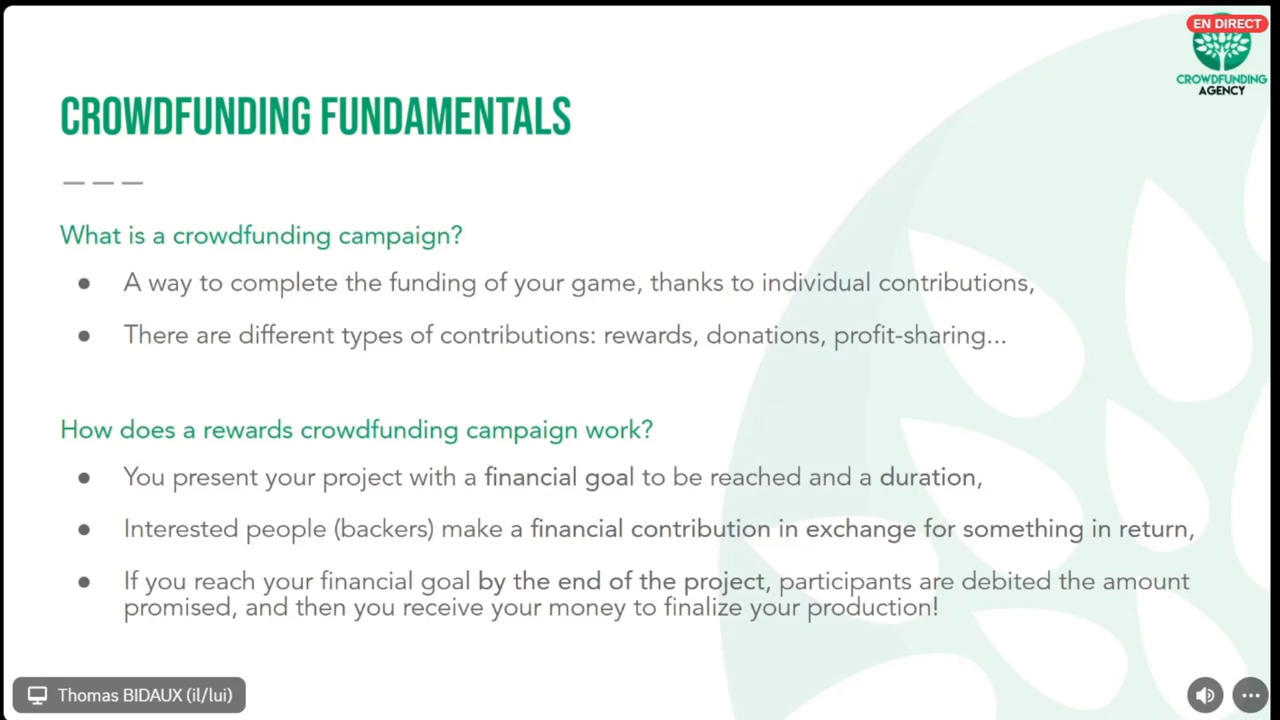 EN DIRECT
CROWDFUNDING
AGENCY
CROWDFUNDING FUNDAMENTALS
What is a crowdfunding campaign?
● A way to complete the funding of your game, thanks to individual contributions,
● There are different types of contributions: rewards, donations, profit-sharing...
How does a rewards crowdfunding campaign work?
● You present your project with a financial goal to be reached and a duration,
● Interested people (backers) make a financial contribution in exchange for something in return,
● If you reach your financial goal by the end of the project, participants are debited the amount
promised, and then you receive your money to finalize your production!
Thomas BIDAUX (il/lui)